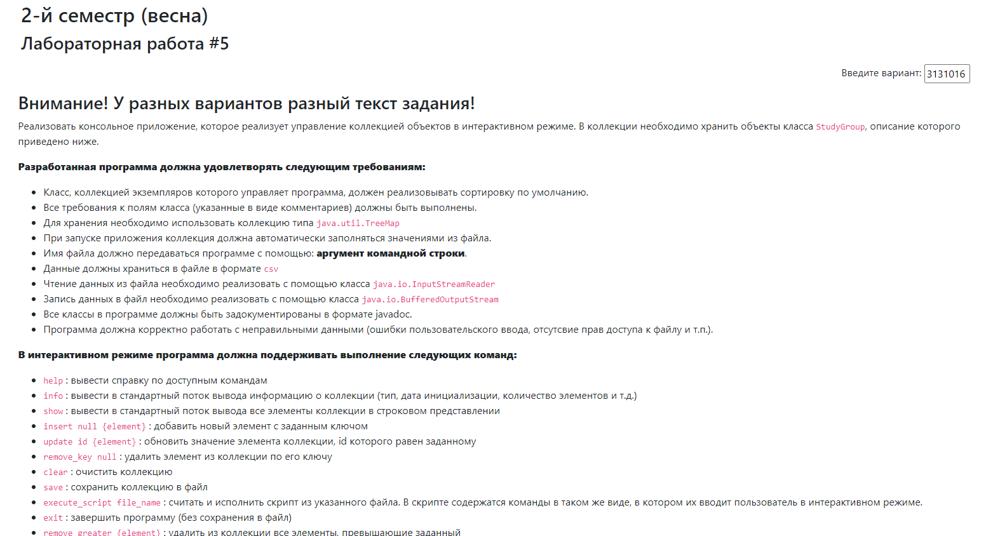 2-й семестр (весна)
Лабораторная работа #5
Введите вариант: 3131016
Внимание! У разных вариантов разный текст задания!
Реализовать консольное приложение, которое реализует управление коллекцией объектов в интерактивном режиме. В коллекции необходимо хранить объекты класса StudyGroup, описание которого
приведено ниже.
Разработанная программа должна удовлетворять следующим требованиям:
Класс, коллекцией экземпляров которого управляет программа, должен реализовывать сортировку по умолчанию.
Все требования к полям класса (указанные в виде комментариев) должны быть выполнены.
Для хранения необходимо использовать коллекцию типа java.util.TreeMap
При запуске приложения коллекция должна автоматически заполняться значениями из файла.
Имя файла должно передаваться программе с помощью: аргумент командной строки.
Данные должны храниться в файле в формате csv
Чтение данных из файла необходимо реализовать с помощью класса java.io.InputStreamReader
Запись данных в файл необходимо реализовать с помощью класса java.io.BufferedOutputStream
Все классы в программе должны быть задокументированы в формате javadoc.
Программа должна корректно работать с неправильными данными (ошибки пользовательского ввода, отсутсвие прав доступа к файлу и т.п.).
В интерактивном режиме программа должна поддерживать выполнение следующих команд:
help : вывести справку по доступным командам
info : вывести в стандартный поток вывода информацию о коллекции (тип, дата инициализации, количество элементов и т.д.)
show : вывести в стандартный поток вывода все элементы коллекции в строковом представлении
insert null {element} : добавить новый элемент с заданным ключом
update id {element} : обновить значение элемента коллекции, id которого равен заданному
remove_key null : удалить элемент из коллекции по его ключу
clear : очистить коллекцию
save : сохранить коллекцию в файл
execute_script file_name : считать и исполнить скрипт из указанного файла. В скрипте содержатся команды в таком же виде, в котором их вводит пользователь в интерактивном режиме.
exit : завершить программу (без сохранения в файл)
remove_greater {element} : удалить из коллекции все элементы, превышающие заданный